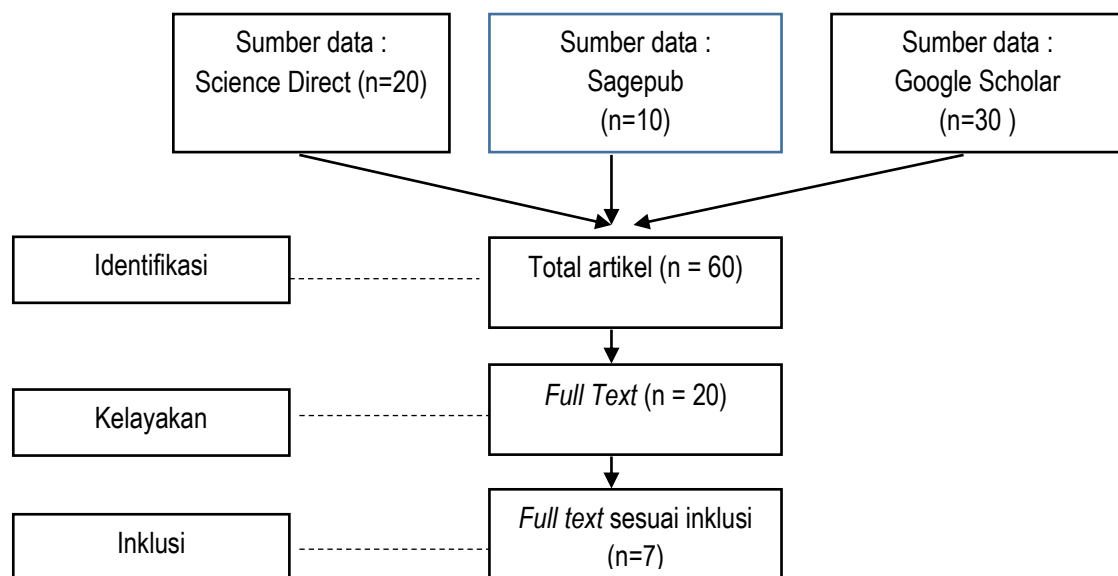 Sumber data :
Science Direct (n=20)
Sumber data :
Sagepub
(n=10)
Sumber data :
Google Scholar
(n=30 )
Identifikasi
Total artikel (n = 60)
Kelayakan
Full Text (n = 20)
Inklusi
Full text sesuai inklusi
(n=7)